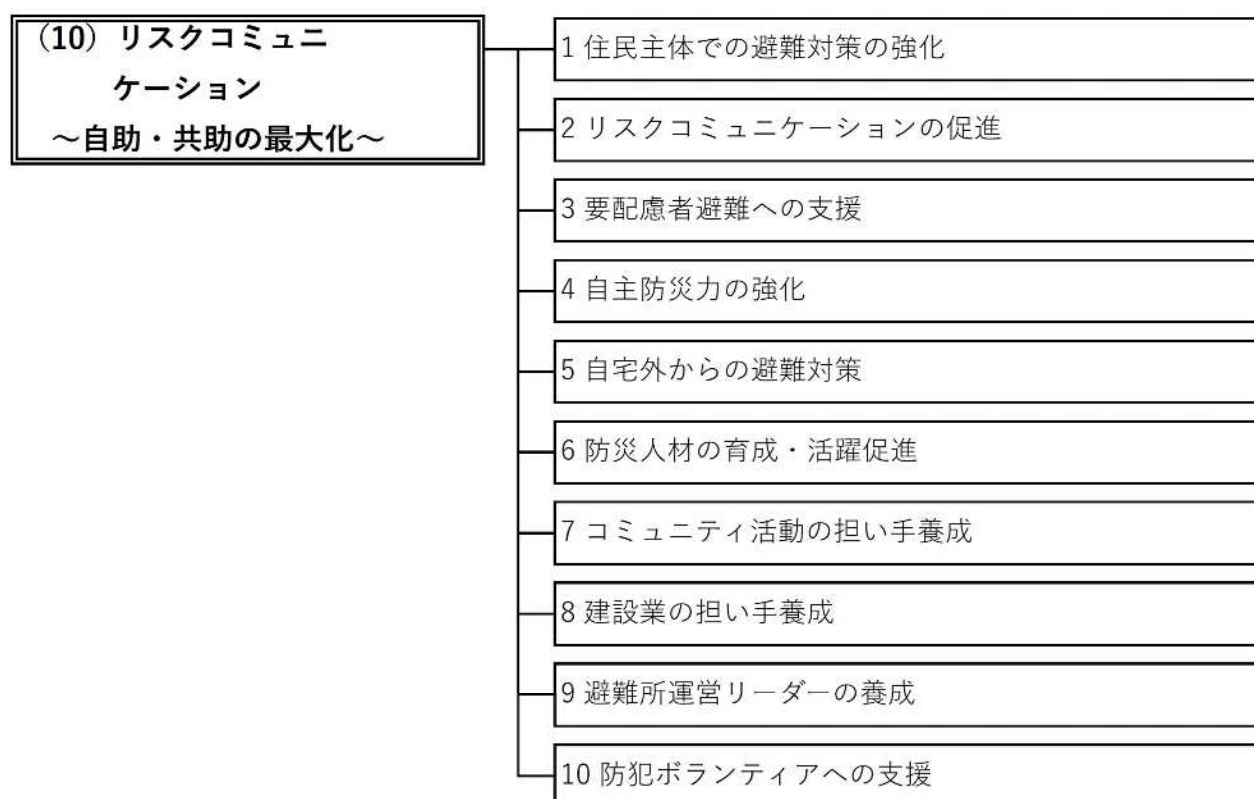 （10）リスクコミュニ
ケーション
～自助・共助の最大化～
1 住民主体での避難対策の強化
2 リスクコミュニケーションの促進
3 要配慮者避難への支援
4 自主防災力の強化
5 自宅外からの避難対策
6 防災人材の育成・活躍促進
7 コミュニティ活動の担い手養成
8 建設業の担い手養成
9 避難所運営リーダーの養成
10 防犯ボランティアへの支援